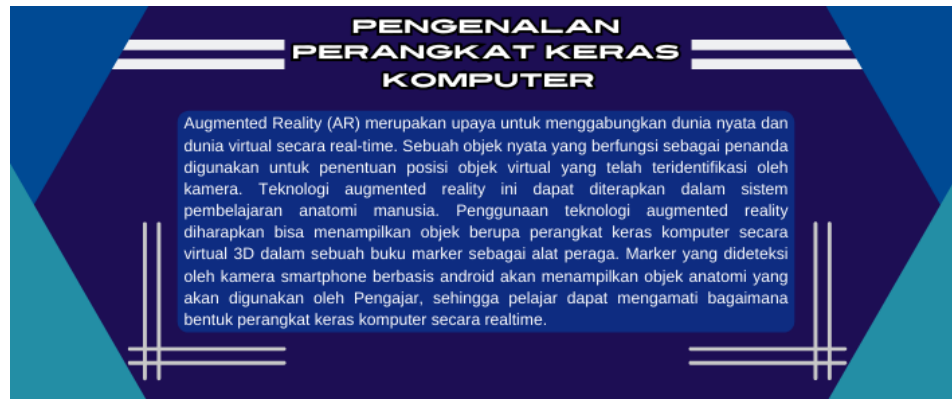 PENGENALAN
PERANGKAT KERAS
KOMPUTER
Augmented Reality (AR) merupakan upaya untuk menggabungkan dunia nyata dan
dunia virtual secara real-time. Sebuah objek nyata yang berfungsi sebagai penanda
digunakan untuk penentuan posisi objek virtual yang telah teridentifikasi oleh
kamera. Teknologi augmented reality ini dapat diterapkan dalam sistem
pembelajaran anatomi manusia. Penggunaan teknologi augmented reality
diharapkan bisa menampilkan objek berupa perangkat keras komputer secara
virtual 3D dalam sebuah buku marker sebagai alat peraga. Marker yang dideteksi
oleh kamera smartphone berbasis android akan menampilkan objek anatomi yang
akan digunakan oleh Pengajar, sehingga pelajar dapat mengamati bagaimana
bentuk perangkat keras komputer secara realtime.